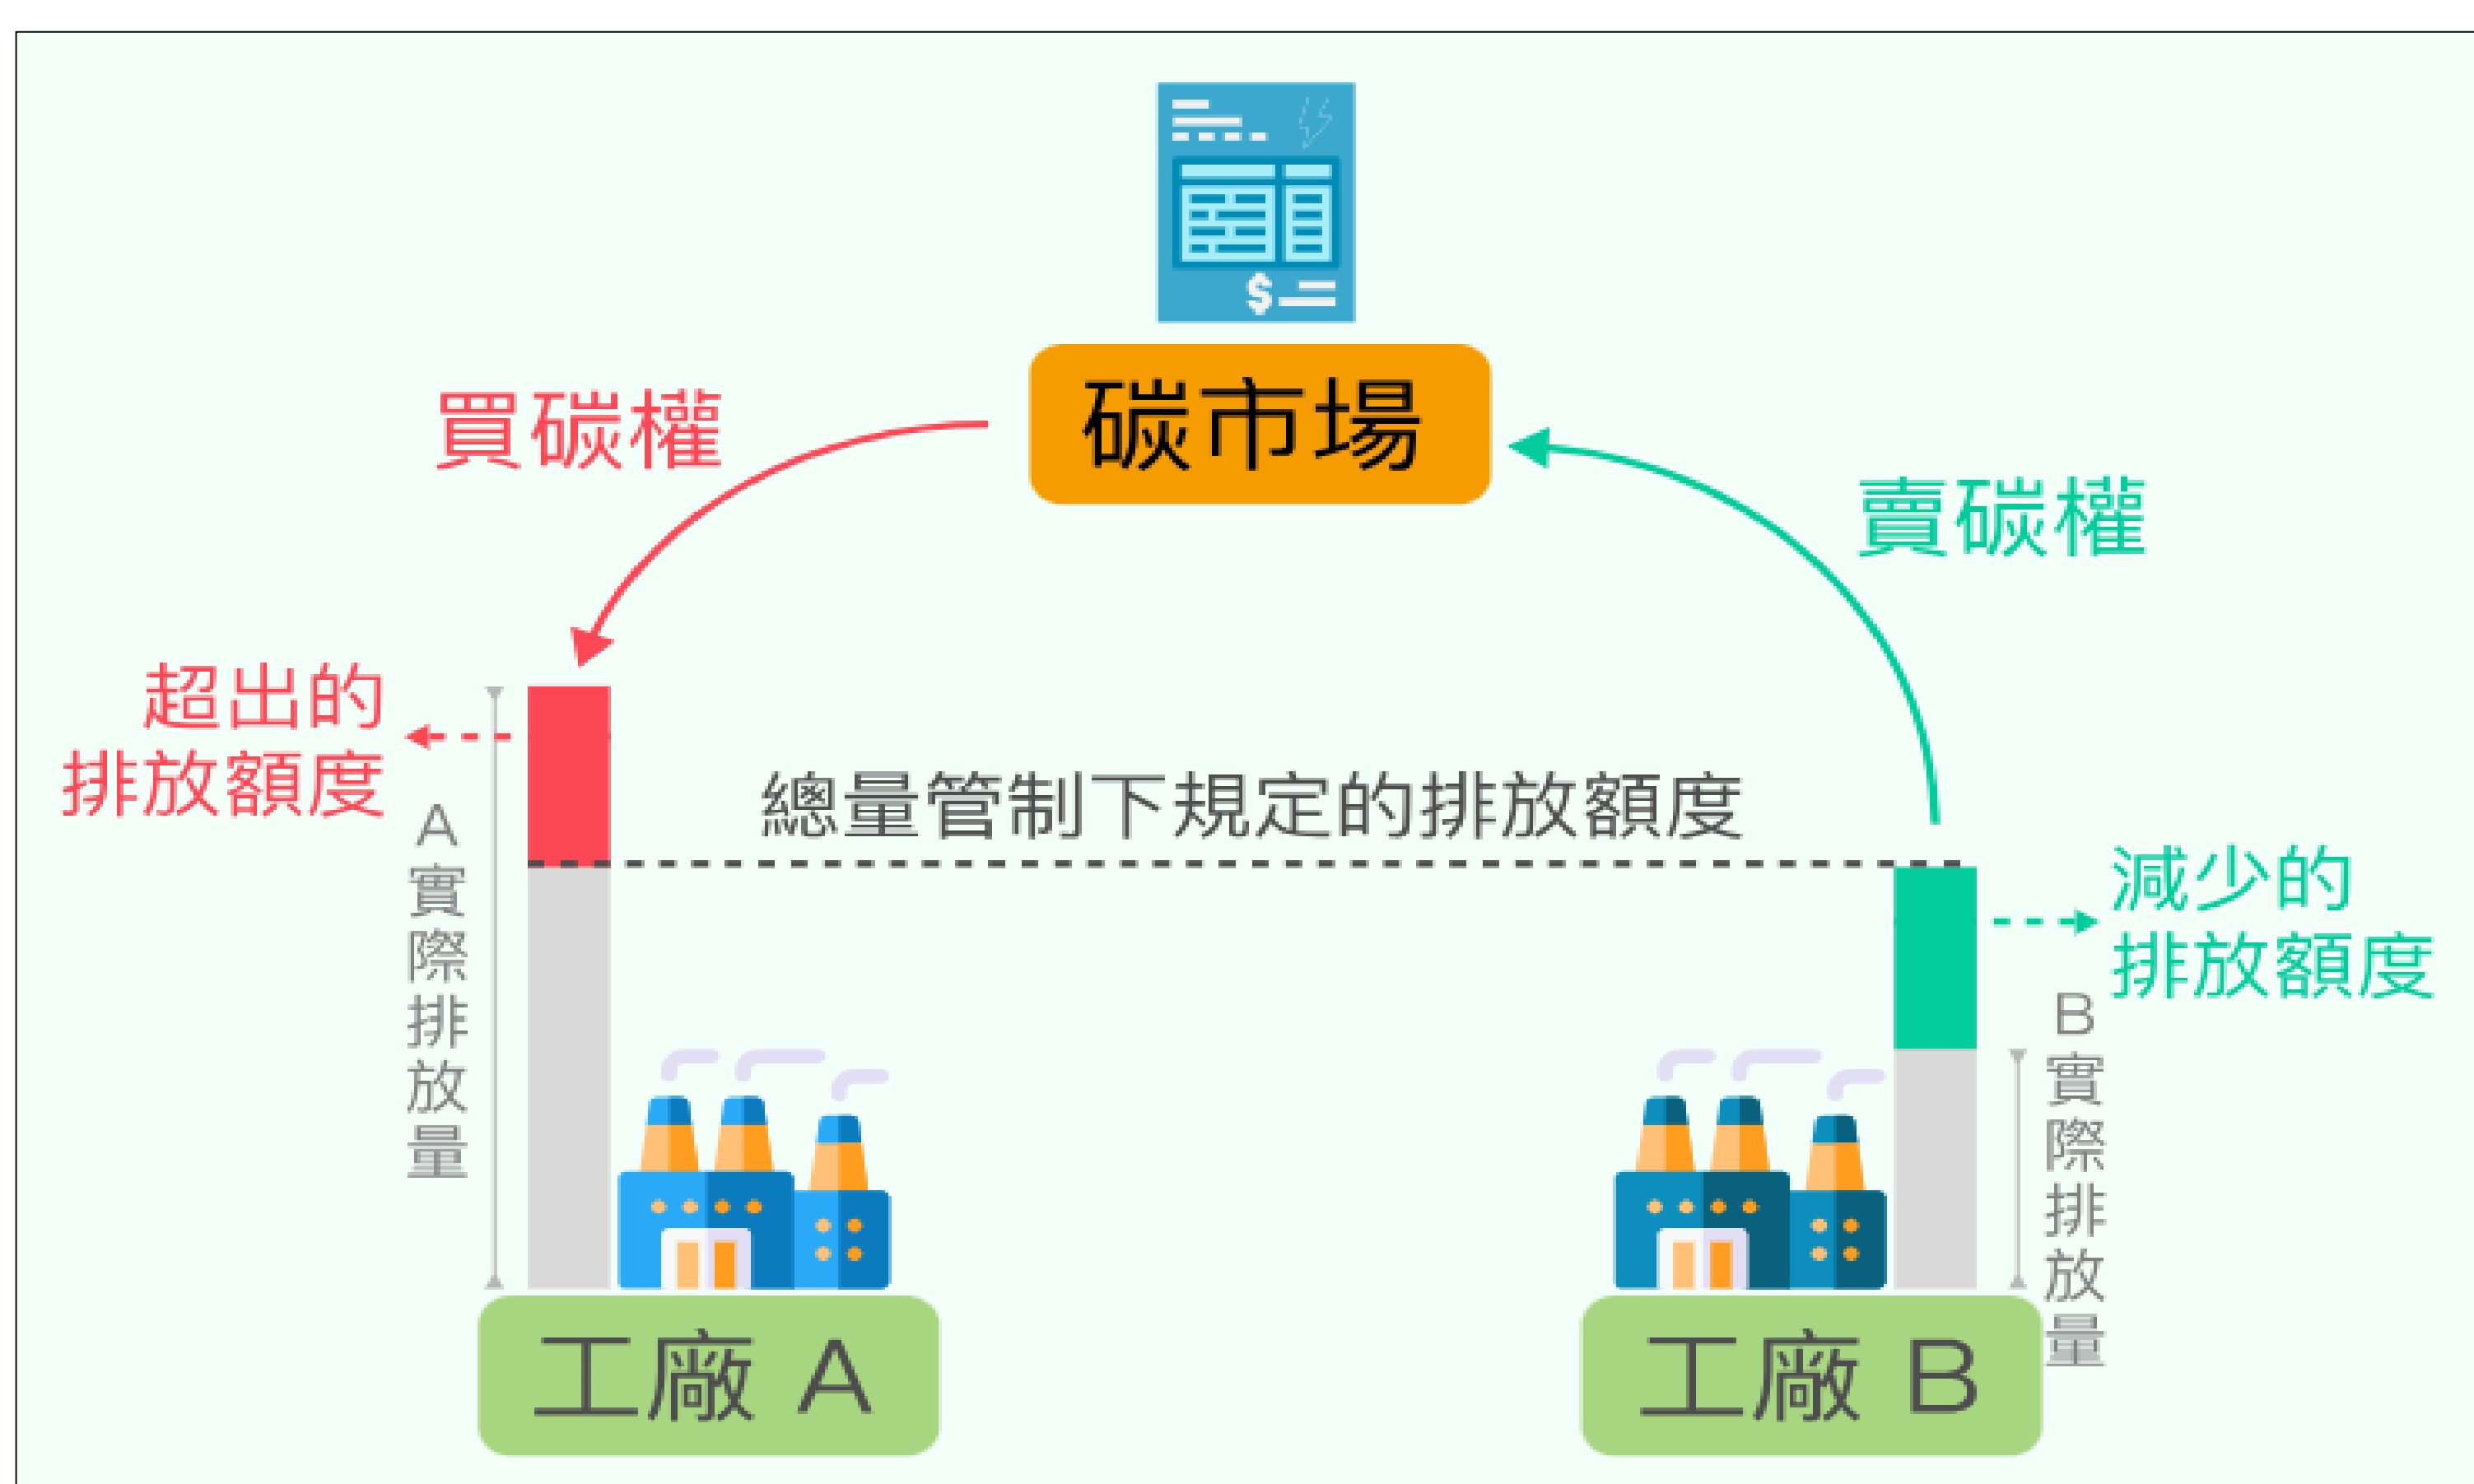 碳市場
買碳權
賣碳權
超出的
排放額度
總量管制下規定的排放額度
A實際排放量
減少的
排放額度
B實際排放量
工廠 A
工廠 B
$